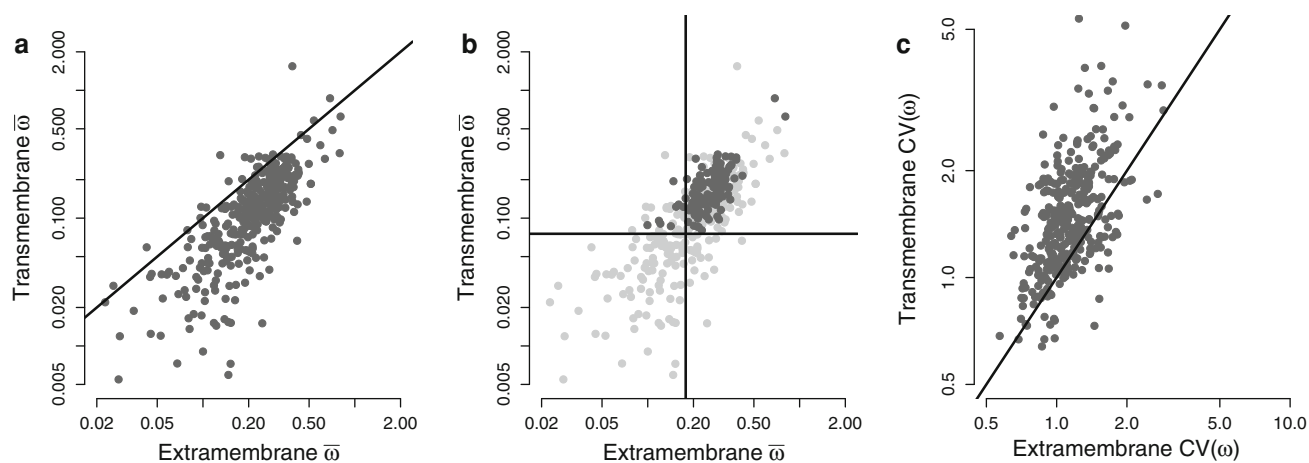 a
Transmembrane ω̅
2.000
0.500
0.100
0.020
0.005
0.02 0.05 0.20 0.50 2.00
Extramembrane ω̅
b
Transmembrane ω̅
2.000
0.500
0.100
0.020
0.005
0.02 0.05 0.20 0.50 2.00
Extramembrane ω̅
c
Transmembrane CV(ω)
5.0
2.0
1.0
0.5
0.5 1.0 2.0 5.0 10.0
Extramembrane CV(ω)